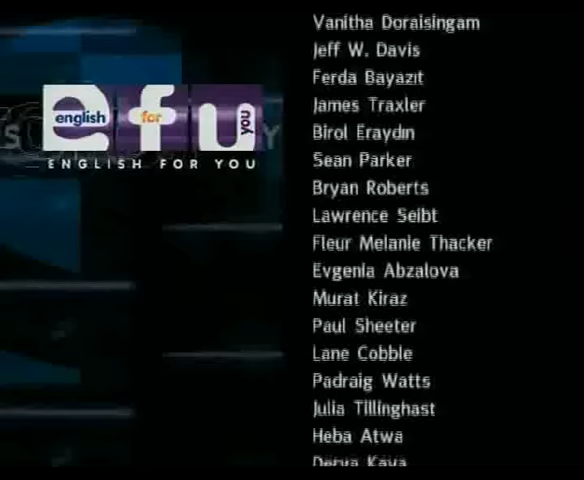 english
for
you
ENGLISH FOR YOU
Vanitha Doraisingam
Jeff W. Davis
Ferda Bayazıt
James Traxler
Birol Eraydın
Sean Parker
Bryan Roberts
Lawrence Seibt
Fleur Melanie Thacker
Evgenia Abzalova
Murat Kiraz
Paul Sheeter
Lane Cobble
Padraig Watts
Julia Tillinghast
Heba Atwa
Derya Kaya